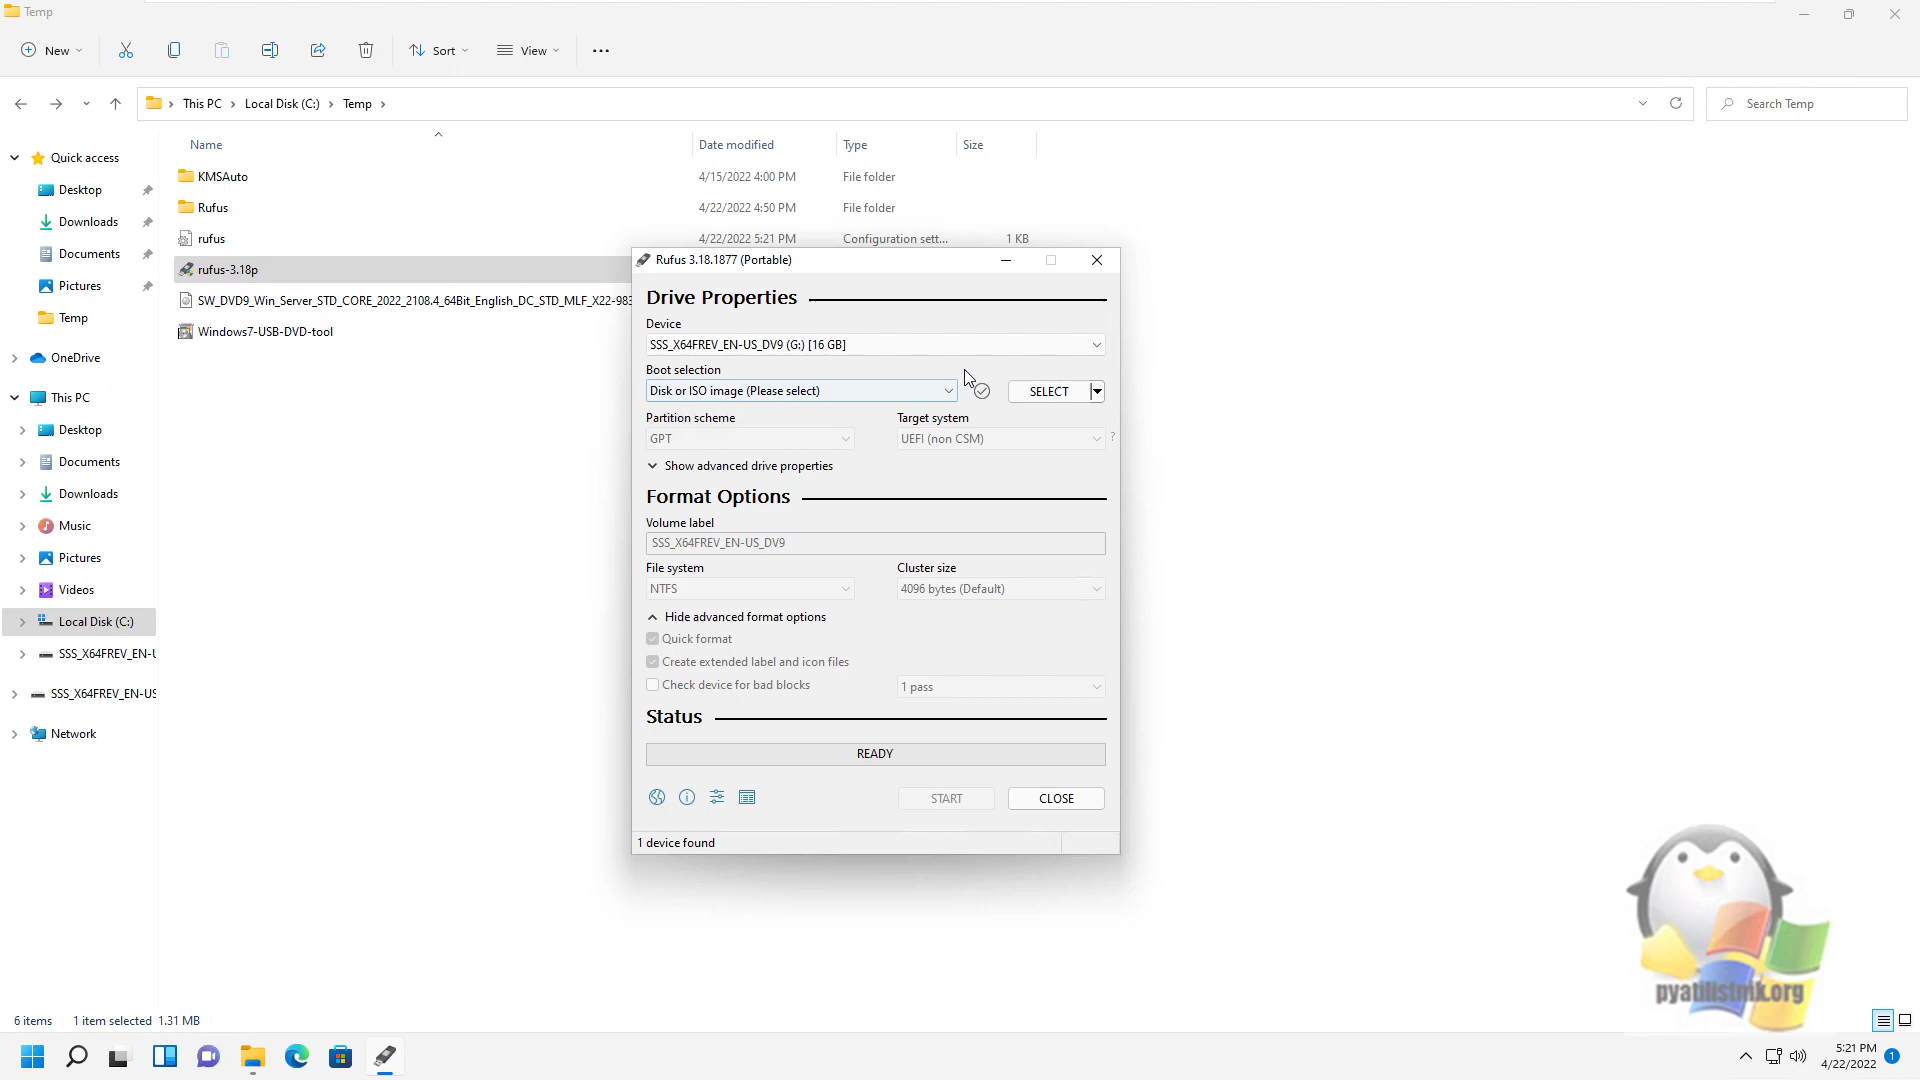 Temp
New
Sort
View
This PC
Local Disk (C:)
Temp
Search Temp
Name
Date modified
Type
Size
Quick access
Desktop
Downloads
Documents
Pictures
Temp
OneDrive
This PC
Desktop
Documents
Downloads
Music
Pictures
Videos
Local Disk (C:)
SSS_X64FREV_EN-U
SSS_X64FREV_EN-US
Network
KMSAuto 4/15/2022 4:00 PM File folder
Rufus 4/22/2022 4:50 PM File folder
rufus 4/22/2022 5:21 PM Configuration sett... 1 KB
rufus-3.18p
SW_DVD9_Win_Server_STD_CORE_2022_2108.4_64Bit_English_DC_STD_MLF_X22-983
Windows7-USB-DVD-tool
Rufus 3.18.1877 (Portable)
Drive Properties
Device
SSS_X64FREV_EN-US_DV9 (G:) [16 GB]
Boot selection
Disk or ISO image (Please select)
SELECT
Partition scheme
Target system
GPT
UEFI (non CSM)
?
Show advanced drive properties
Format Options
Volume label
SSS_X64FREV_EN-US_DV9
File system
Cluster size
NTFS
4096 bytes (Default)
Hide advanced format options
Quick format
Create extended label and icon files
Check device for bad blocks
1 pass
Status
READY
START
CLOSE
1 device found
pyatilistnik.org
6 items
1 item selected 1.31 MB
5:21 PM
4/22/2022
1